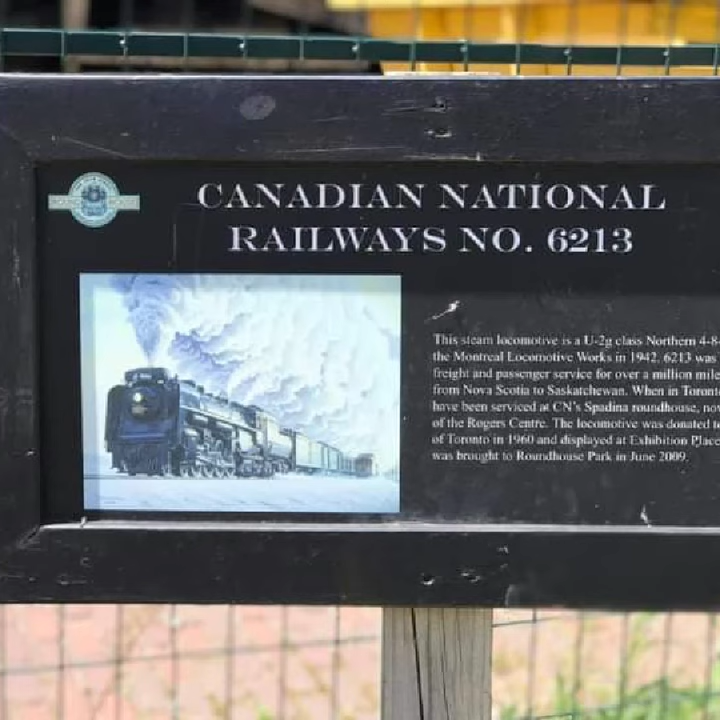 CANADIAN NATIONAL
RAILWAYS NO. 6213
This steam locomotive is a U-2g class Northern 4-8-
the Montreal Locomotive Works in 1942. 6213 was
freight and passenger service for over a million mile
from Nova Scotia to Saskatchewan. When in Toront
have been serviced at CN's Spadina roundhouse, no
of the Rogers Centre. The locomotive was donated t
of Toronto in 1960 and displayed at Exhibition Place
was brought to Roundhouse Park in June 2009.